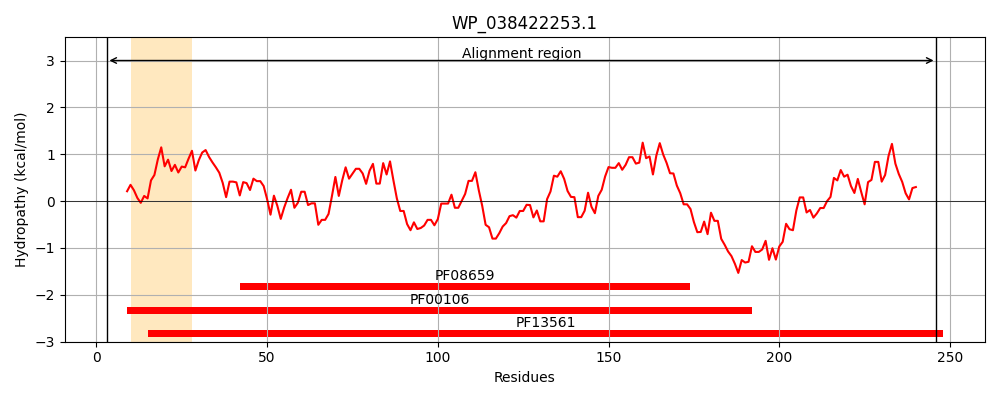 WP_038422253.1
Alignment region
Hydropathy (kcal/mol)
3
2
1
0
−1
−2
−3
PF08659
PF00106
PF13561
0
50
100
150
200
250
Residues